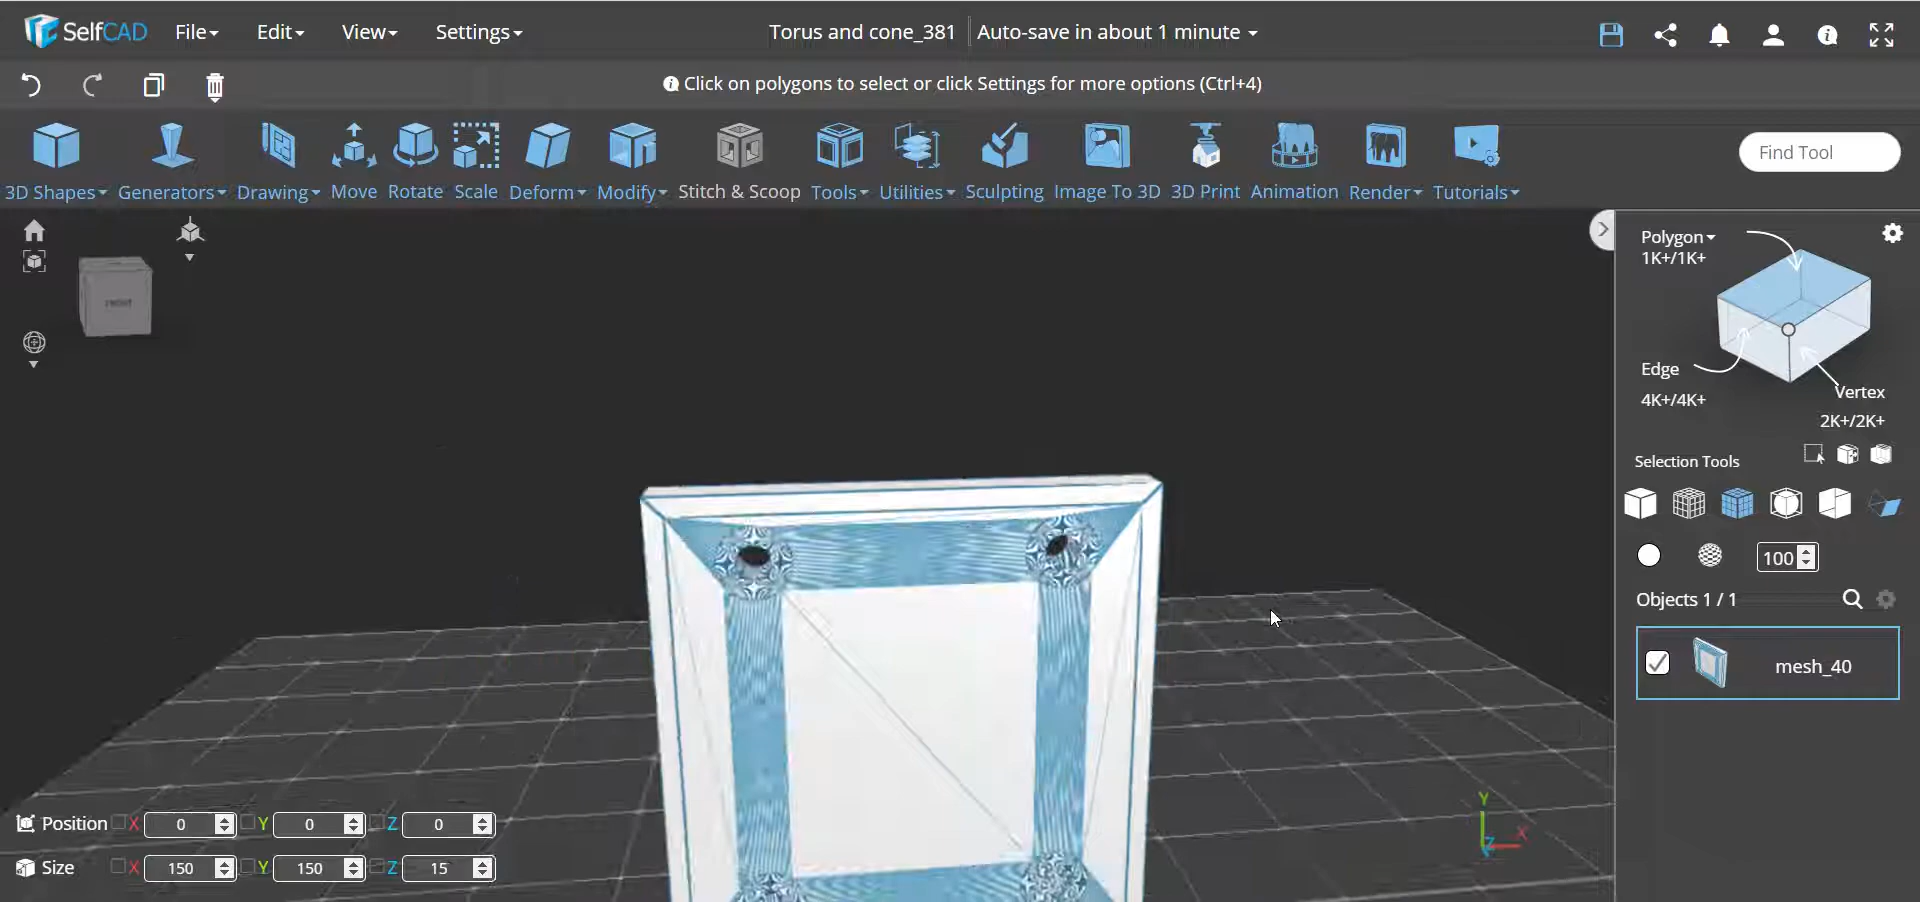 SelfCAD File Edit View Settings Torus and cone_381 Auto-save in about 1 minute
Click on polygons to select or click Settings for more options (Ctrl+4)
3D Shapes Generators Drawing Move Rotate Scale Deform Modify Stitch & Scoop Tools Utilities Sculpting Image To 3D 3D Print Animation Render Tutorials
Find Tool
FRONT
Polygon
1K+/1K+
Edge
4K+/4K+
Vertex
2K+/2K+
Selection Tools
100
Objects 1 / 1
mesh_40
Position X 0 Y 0 Z 0
Size X 150 Y 150 Z 15
Y
X
Z